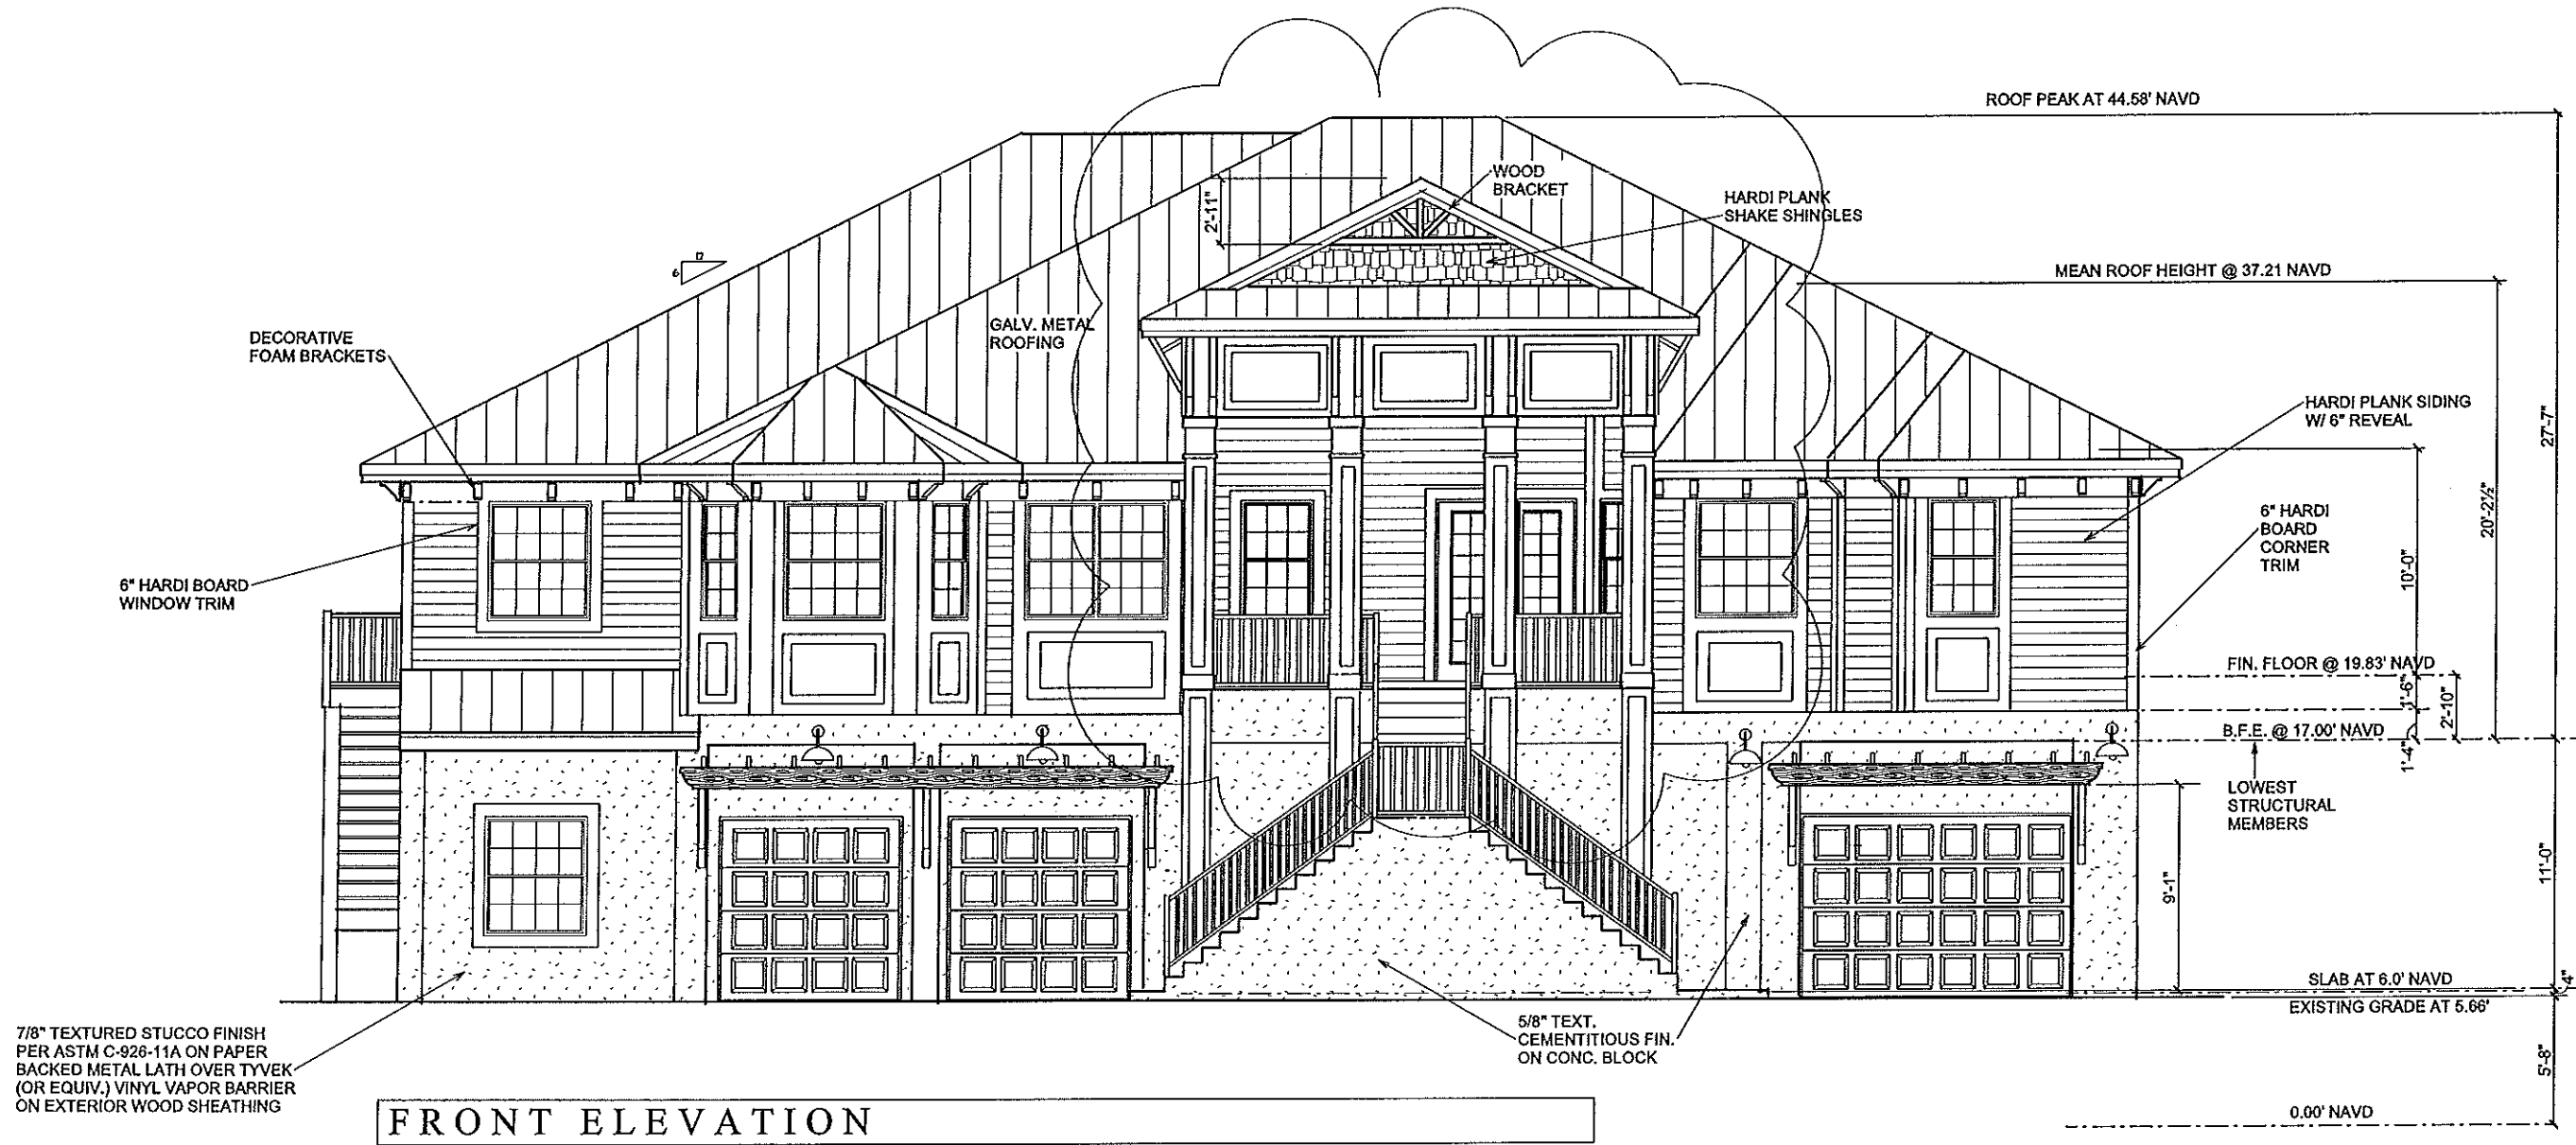 ROOF PEAK AT 44.58' NAVD
WOOD
BRACKET
HARDI PLANK
SHAKE SHINGLES
2'-11"
12
6
MEAN ROOF HEIGHT @ 37.21 NAVD
GALV. METAL
ROOFING
DECORATIVE
FOAM BRACKETS
HARDI PLANK SIDING
W/ 6" REVEAL
27'-7"
20'-2½"
6" HARDI
BOARD
CORNER
TRIM
10'-0"
6" HARDI BOARD
WINDOW TRIM
FIN. FLOOR @ 19.83' NAVD
1'-6"
2'-10"
B.F.E. @ 17.00' NAVD
1'-4"
LOWEST
STRUCTURAL
MEMBERS
11'-0"
9'-1"
SLAB AT 6.0' NAVD
4"
EXISTING GRADE AT 5.66'
7/8" TEXTURED STUCCO FINISH
PER ASTM C-926-11A ON PAPER
BACKED METAL LATH OVER TYVEK
(OR EQUIV.) VINYL VAPOR BARRIER
ON EXTERIOR WOOD SHEATHING
5/8" TEXT.
CEMENTITIOUS FIN.
ON CONC. BLOCK
5'-8"
0.00' NAVD
FRONT ELEVATION